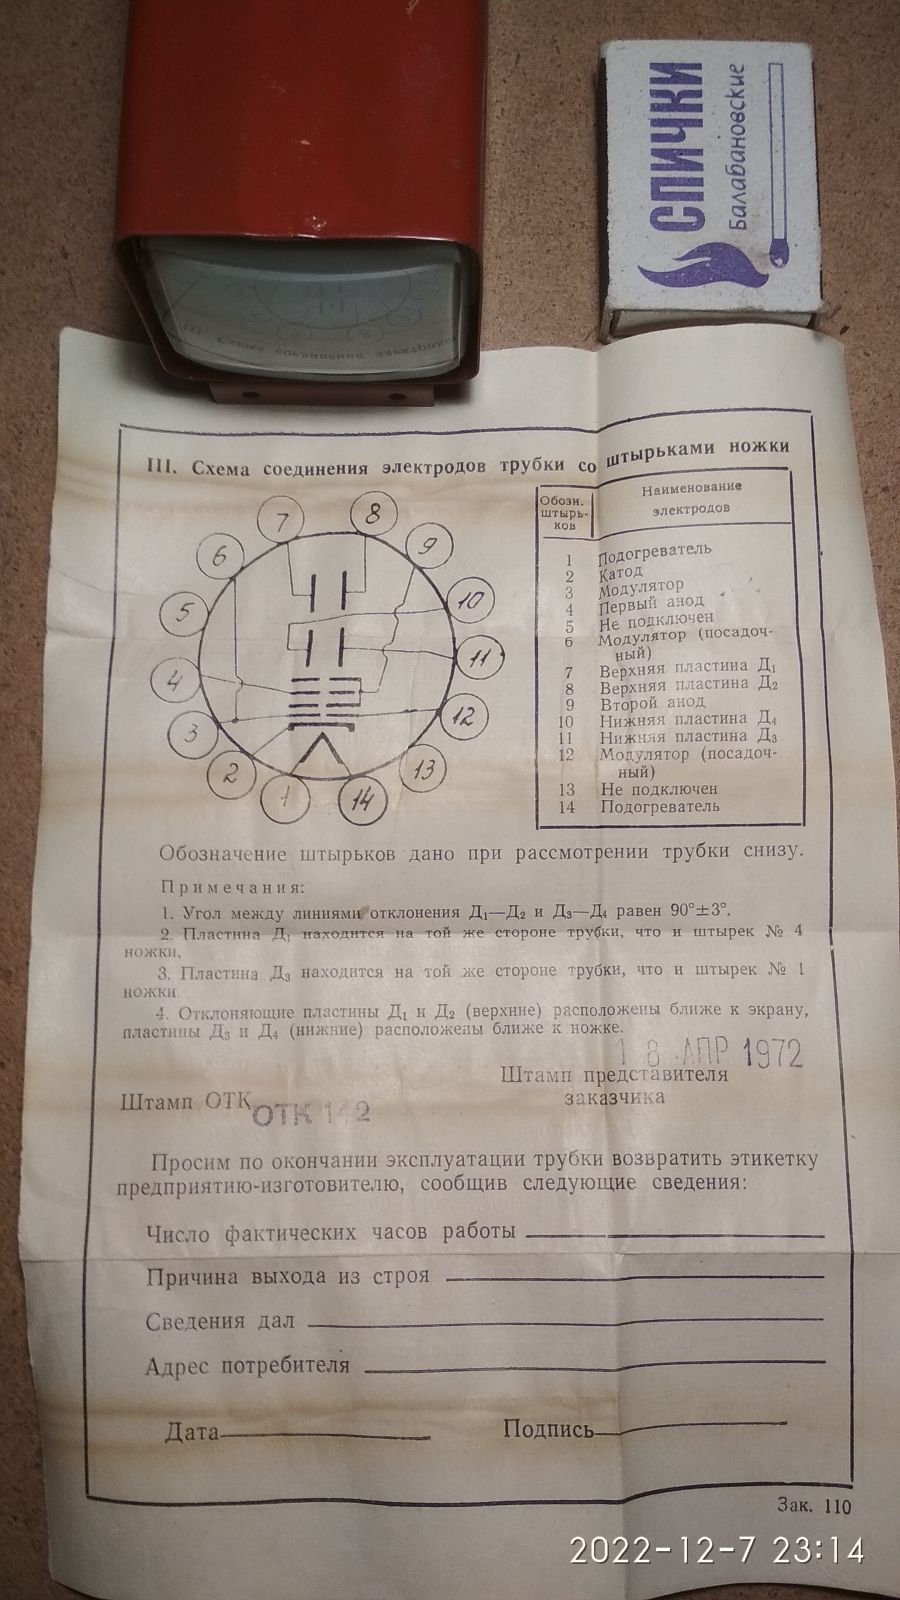 СПИЧКИ
Балабановские
III. Схема соединения электродов трубки со штырьками ножки
7
8
6
9
5
10
4
11
3
12
2
13
1
14
Обозн. штырь-ков
Наименование электродов
1 Подогреватель
2 Катод
3 Модулятор
4 Первый анод
5 Не подключен
6 Модулятор (посадоч-
ный)
7 Верхняя пластина Д1
8 Верхняя пластина Д2
9 Второй анод
10 Нижняя пластина Д4
11 Нижняя пластина Д3
12 Модулятор (посадоч-
ный)
13 Не подключен
14 Подогреватель
Обозначение штырьков дано при рассмотрении трубки снизу.
Примечания:
1. Угол между линиями отклонения Д1—Д2 и Д3—Д4 равен 90°±3°.
2. Пластина Д1 находится на той же стороне трубки, что и штырек № 4
ножки.
3. Пластина Д3 находится на той же стороне трубки, что и штырек № 1
ножки.
4. Отклоняющие пластины Д1 и Д2 (верхние) расположены ближе к экрану,
пластины Д3 и Д4 (нижние) расположены ближе к ножке.
18 АПР 1972
Штамп представителя
заказчика
Штамп ОТК
ОТК
Просим по окончании эксплуатации трубки возвратить этикетку
предприятию-изготовителю, сообщив следующие сведения:
Число фактических часов работы
Причина выхода из строя
Сведения дал
Адрес потребителя
Дата Подпись
Зак. 110
2022-12-7 23:14